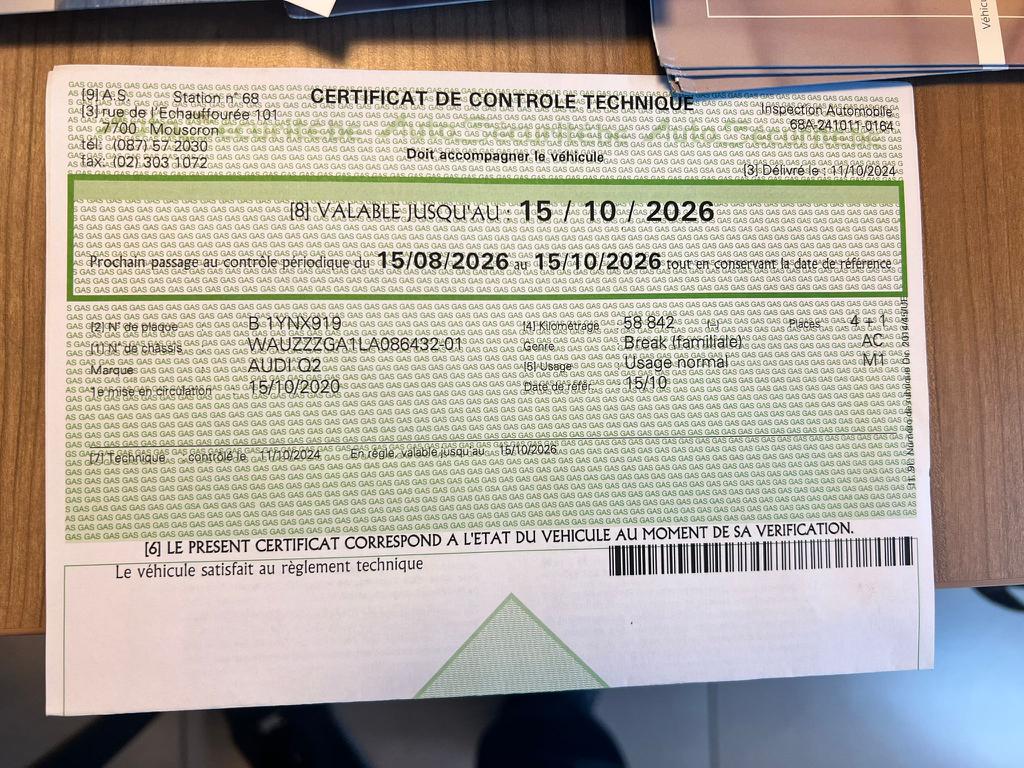 Véhic
[9] A.S. Station n° 68
[3] rue de l'Echauffourée 101
7700 Mouscron
tél: (087) 57 2030
fax: (02) 303 1072
CERTIFICAT DE CONTROLE TECHNIQUE
Doit accompagner le véhicule
Inspection Automobile
68A-241011-0164
[3] Délivré le : 11/10/2024
[8] VALABLE JUSQU'AU : 15 / 10 / 2026
Prochain passage au contrôle périodique du 15/08/2026 au 15/10/2026 tout en conservant la date de référence
[2] N° de plaque : B 1YNX919 [4] Kilométrage 58 842 Places 4 + 1
[1] N° de châssis : WAUZZZGA1LA086432-01 Genre Break (familiale) AC
Marque : AUDI Q2 [5] Usage Usage normal M1
1e mise en circulation 15/10/2020 Date de réfer. 15/10
[7] Technique contrôlé le 11/10/2024 En règle, valable jusqu'au 15/10/2026
[6] LE PRESENT CERTIFICAT CORRESPOND A L'ETAT DU VEHICULE AU MOMENT DE SA VERIFICATION.
Le véhicule satisfait au règlement technique